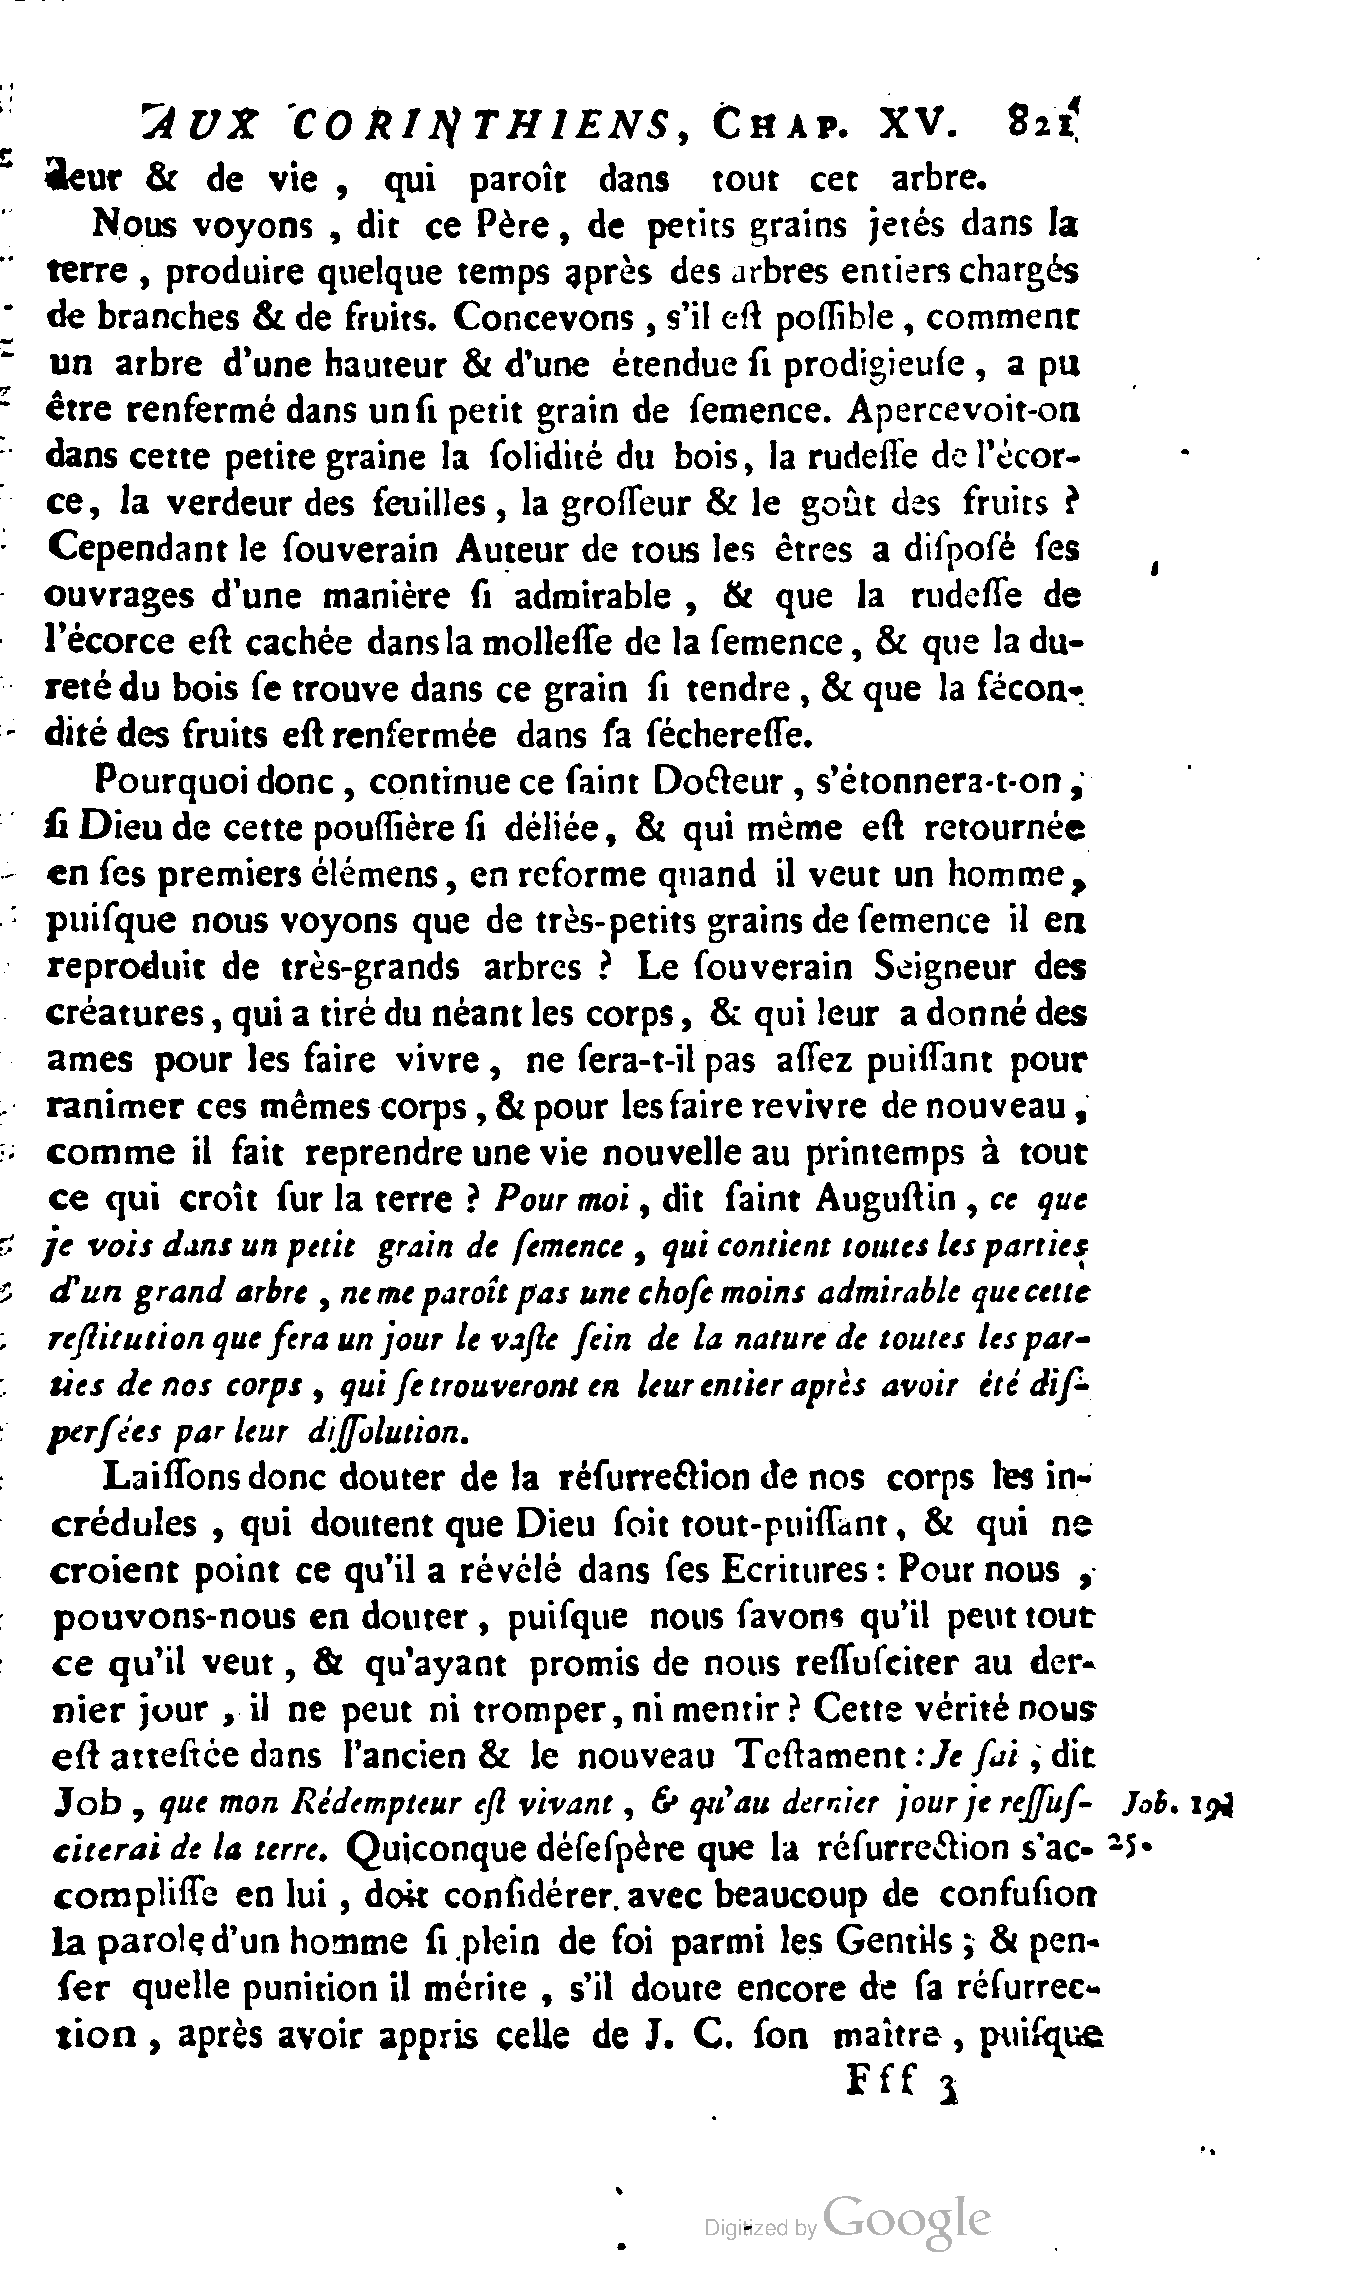 AUX CORINTHIENS, CHAP. XV. 821
deur & de vie, qui paroît dans tout cet arbre.
Nous voyons, dit ce Père, de petits grains jetés dans la
terre, produire quelque temps après des arbres entiers chargés
de branches & de fruits. Concevons, s'il eſt poſſible, comment
un arbre d'une hauteur & d'une étendue ſi prodigieuſe, a pu
être renfermé dans un ſi petit grain de ſemence. Apercevoit-on
dans cette petite graine la ſolidité du bois, la rudeſſe de l'écor-
ce, la verdeur des feuilles, la groſſeur & le goût des fruits ?
Cependant le ſouverain Auteur de tous les êtres a diſpoſé ſes
ouvrages d'une manière ſi admirable, & que la rudeſſe de
l'écorce eſt cachée dans la molleſſe de la ſemence, & que la du-
reté du bois ſe trouve dans ce grain ſi tendre, & que la fécon-
dité des fruits eſt renfermée dans ſa ſéchereſſe.
Pourquoi donc, continue ce ſaint Docteur, s'étonnera-t-on,
ſi Dieu de cette pouſſière ſi déliée, & qui même eſt retournée
en ſes premiers élémens, en reforme quand il veut un homme,
puiſque nous voyons que de très-petits grains de ſemence il en
reproduit de très-grands arbres ? Le ſouverain Seigneur des
créatures, qui a tiré du néant les corps, & qui leur a donné des
ames pour les faire vivre, ne ſera-t-il pas aſſez puiſſant pour
ranimer ces mêmes corps, & pour les faire revivre de nouveau,
comme il fait reprendre une vie nouvelle au printemps à tout
ce qui croît ſur la terre ? Pour moi, dit ſaint Auguſtin, ce que
je vois dans un petit grain de ſemence, qui contient toutes les parties
d'un grand arbre, ne me paroît pas une choſe moins admirable que cette
reſtitution que fera un jour le vaſte ſein de la nature de toutes les par-
ties de nos corps, qui ſe trouveront en leur entier après avoir été diſ-
perſées par leur diſſolution.
Laiſſons donc douter de la réſurrection de nos corps les in-
crédules, qui doutent que Dieu ſoit tout-puiſſant, & qui ne
croient point ce qu'il a révélé dans ſes Ecritures : Pour nous,
pouvons-nous en douter, puiſque nous ſavons qu'il peut tout
ce qu'il veut, & qu'ayant promis de nous reſſuſciter au der-
nier jour, il ne peut ni tromper, ni mentir ? Cette vérité nous
eſt atteſtée dans l'ancien & le nouveau Teſtament : Je ſai, dit
Job, que mon Rédempteur eſt vivant, & qu'au dernier jour je reſſuſ- Job. 19.
citerai de la terre. Quiconque déſeſpère que la réſurrection s'ac- 25.
compliſſe en lui, doit conſidérer avec beaucoup de confuſion
la parole d'un homme ſi plein de foi parmi les Gentils ; & pen-
ſer quelle punition il mérite, s'il doute encore de ſa réſurrec-
tion, après avoir appris celle de J. C. ſon maître, puiſque
Fff 3
Digitized by Google